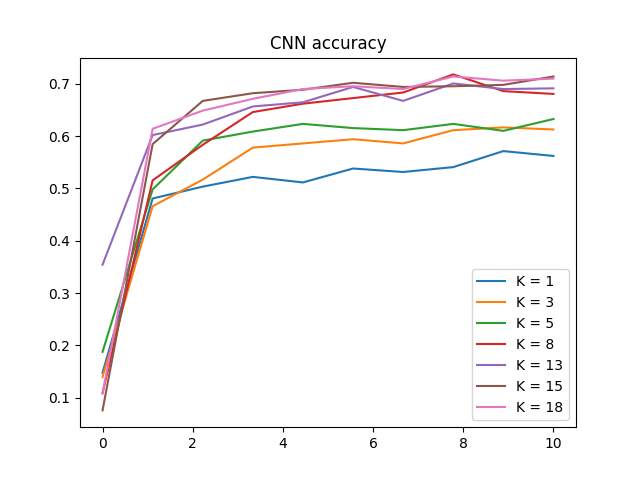 CNN accuracy
0.7
0.6
0.5
0.4
0.3
0.2
0.1
K = 1
K = 3
K = 5
K = 8
K = 13
K = 15
K = 18
0 2 4 6 8 10